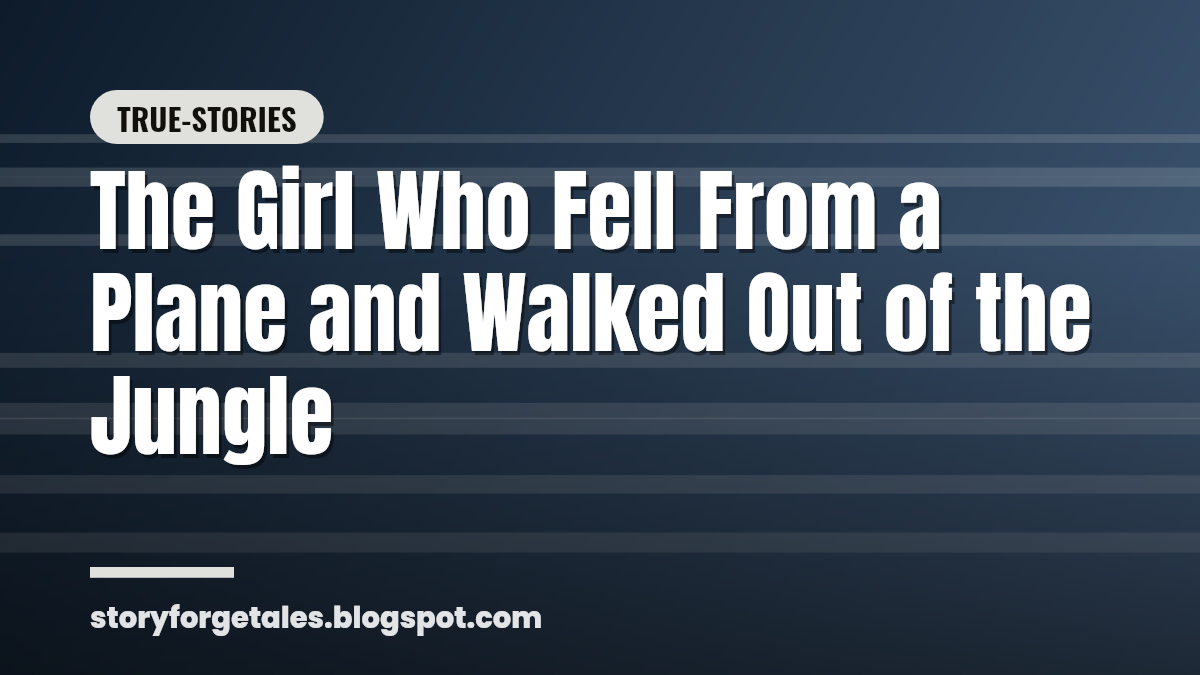 TRUE-STORIES
The Girl Who Fell From a
Plane and Walked Out of the
Jungle
storyforgetales.blogspot.com